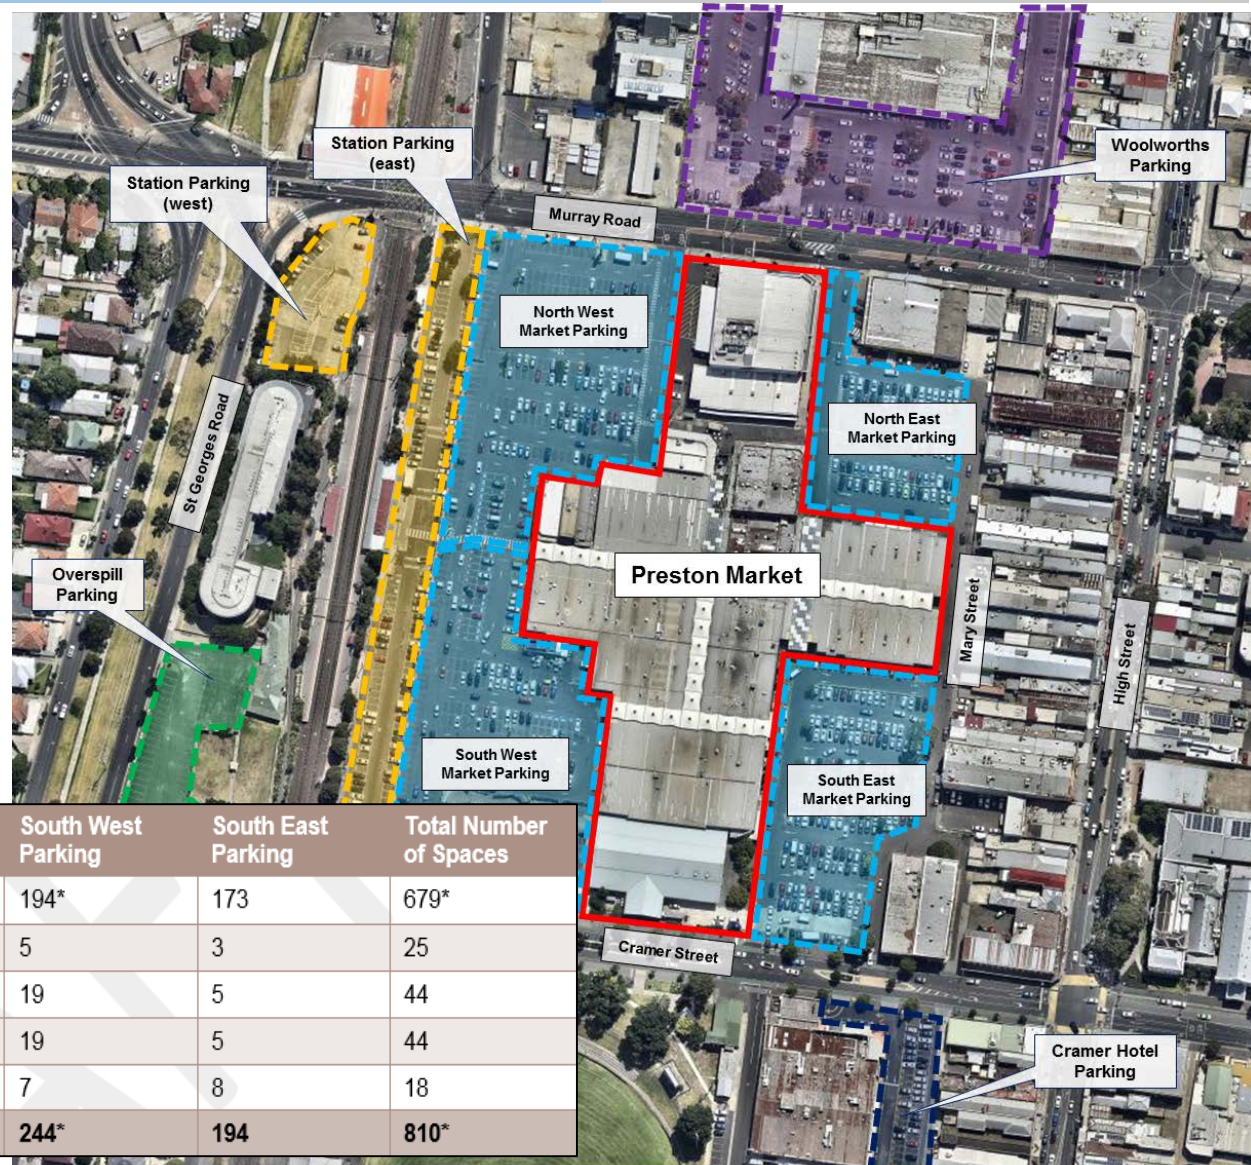 Woolworths
Parking
Station Parking
(east)
Station Parking
(west)
Murray Road
North West
Market Parking
North East
Market Parking
St Georges Road
Overspill
Parking
Preston Market
Mary Street
High Street
South West
Market Parking
South East
Market Parking
South West
Parking
South East
Parking
Total Number
of Spaces
194* 173 679*
5 3 25
19 5 44
19 5 44
7 8 18
244* 194 810*
Cramer Street
Cramer Hotel
Parking